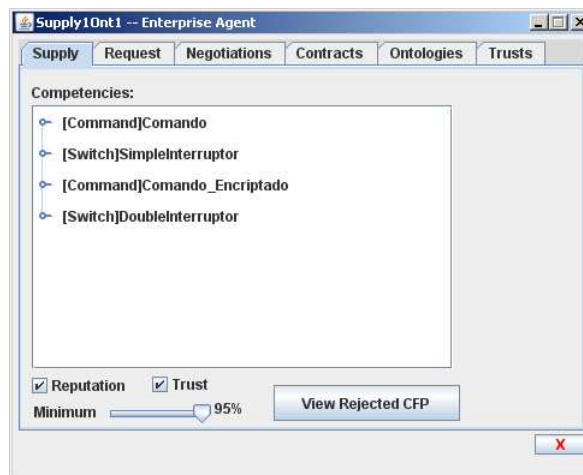 Supply1Ont1 -- Enterprise Agent
Supply Request Negotiations Contracts Ontologies Trusts
Competencies:
[Command]Comando
[Switch]SimpleInterruptor
[Command]Comando_Encriptado
[Switch]DoubleInterruptor
Reputation Trust
Minimum 95% View Rejected CFP
X